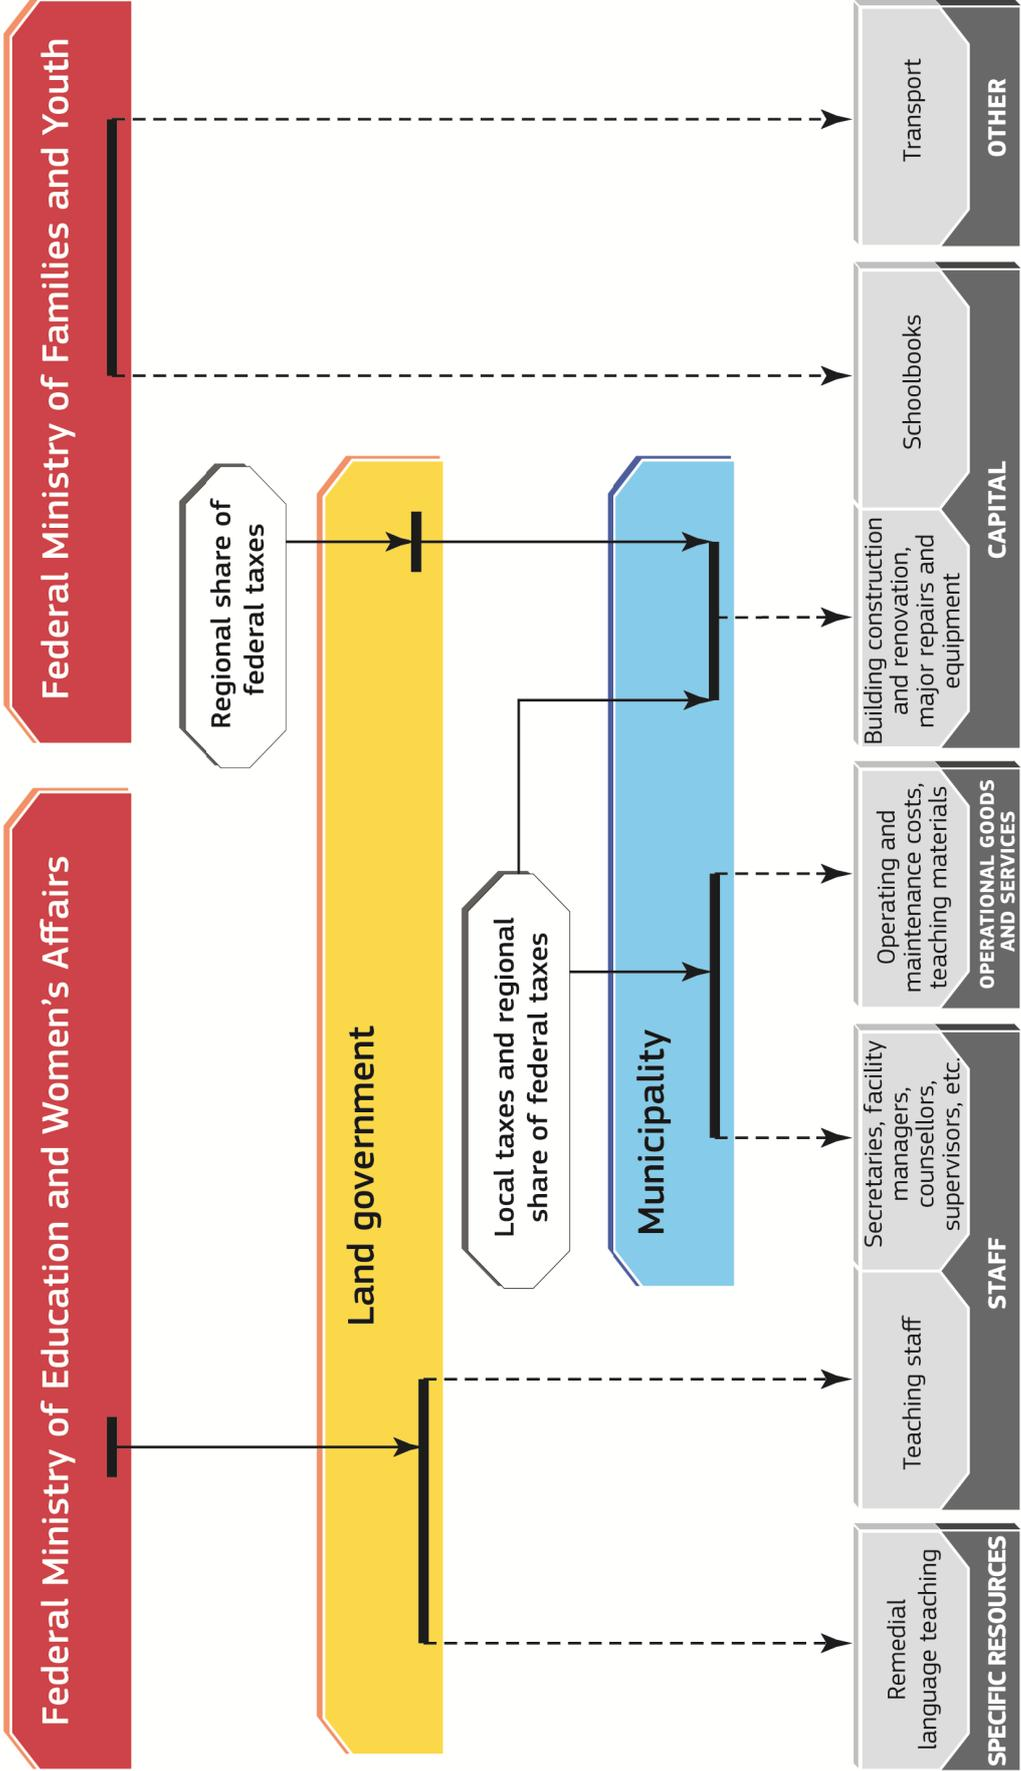 Federal Ministry of Education and Women’s Affairs
Federal Ministry of Families and Youth
Regional share of
federal taxes
Land government
Local taxes and regional
share of federal taxes
Municipality
Remedial
language teaching
Teaching staff
Secretaries, facility
managers,
counsellors,
supervisors, etc.
Operating and
maintenance costs,
teaching materials
Building construction
and renovation,
major repairs and
equipment
Schoolbooks
Transport
SPECIFIC RESOURCES
STAFF
OPERATIONAL GOODS
AND SERVICES
CAPITAL
OTHER